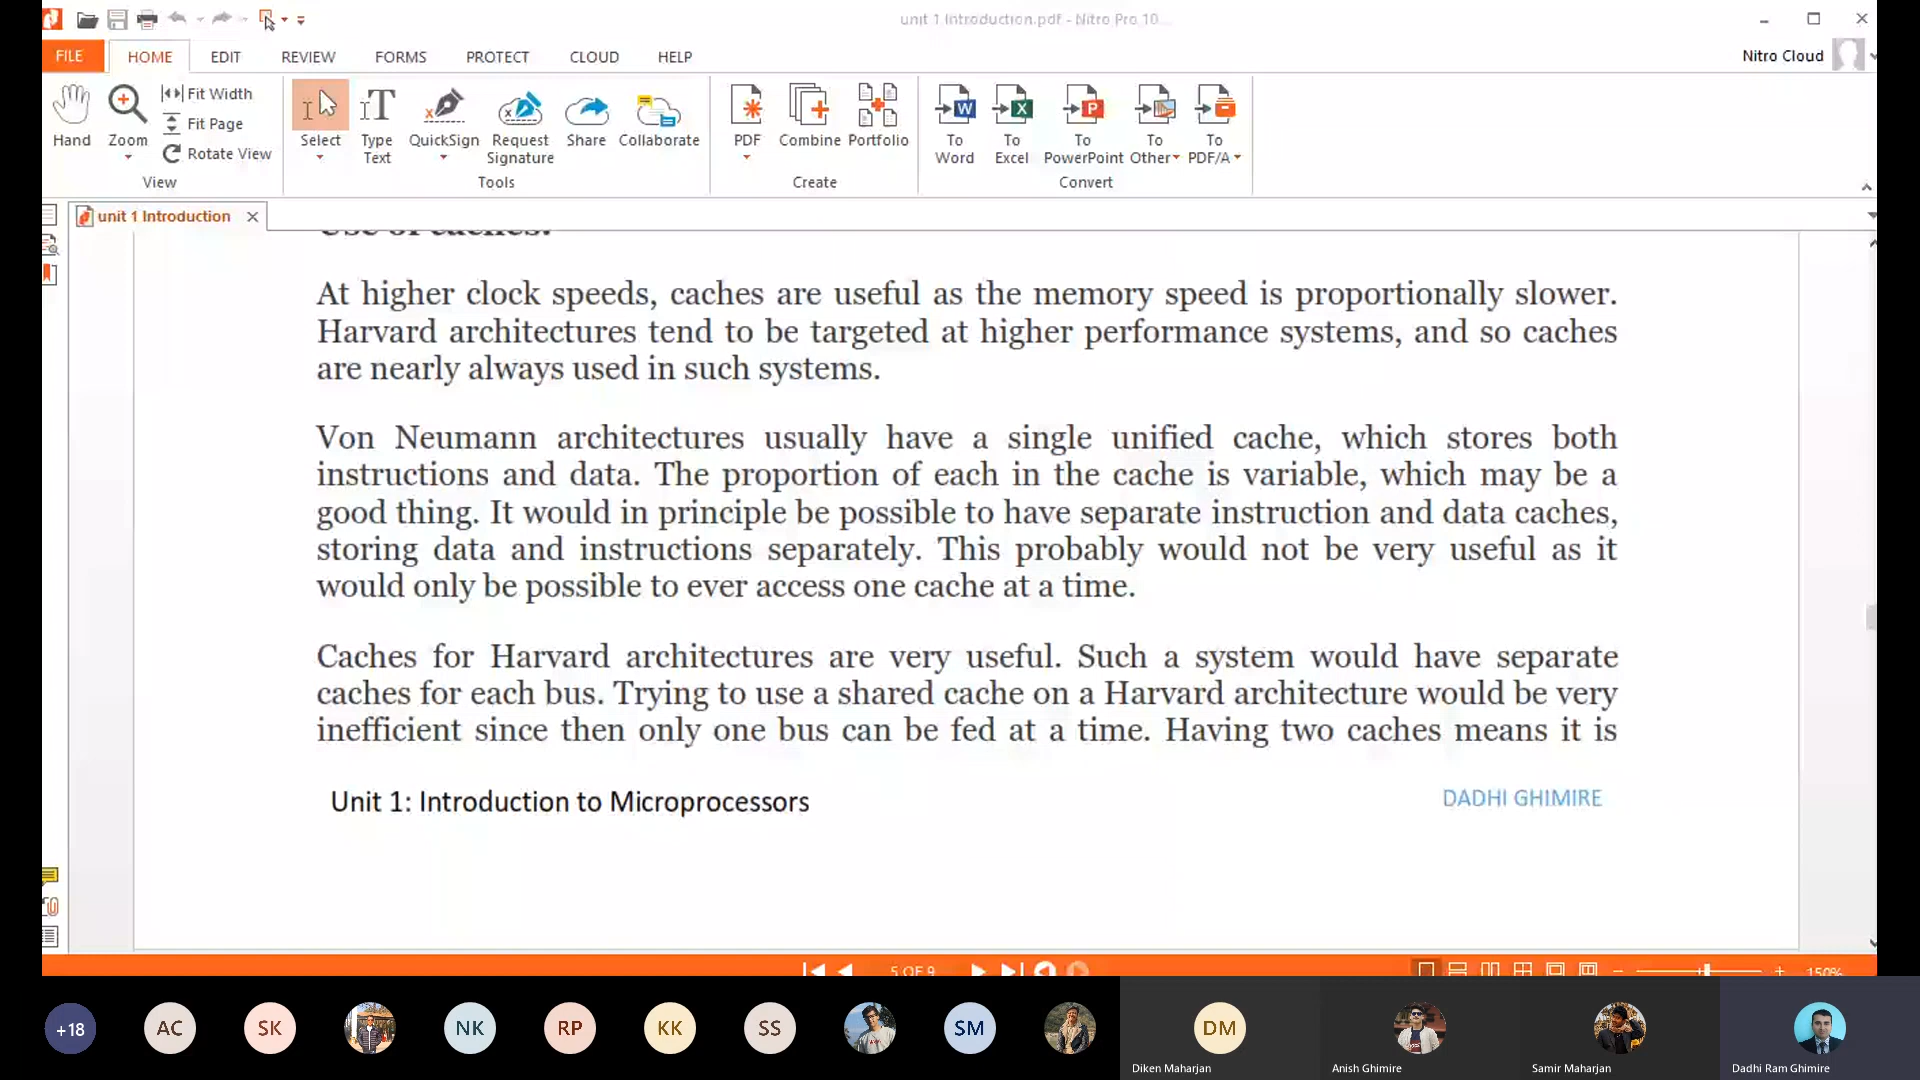 unit 1 Introduction.pdf - Nitro Pro 10...
FILE HOME EDIT REVIEW FORMS PROTECT CLOUD HELP
Nitro Cloud
Hand
Zoom
Fit Width
Fit Page
Rotate View
View
Select
Type Text
QuickSign
Request Signature
Share
Collaborate
Tools
PDF
Combine
Portfolio
Create
To Word
To Excel
To PowerPoint
To Other
To PDF/A
Convert
unit 1 Introduction
Use of caches:
At higher clock speeds, caches are useful as the memory speed is proportionally slower.
Harvard architectures tend to be targeted at higher performance systems, and so caches
are nearly always used in such systems.
Von Neumann architectures usually have a single unified cache, which stores both
instructions and data. The proportion of each in the cache is variable, which may be a
good thing. It would in principle be possible to have separate instruction and data caches,
storing data and instructions separately. This probably would not be very useful as it
would only be possible to ever access one cache at a time.
Caches for Harvard architectures are very useful. Such a system would have separate
caches for each bus. Trying to use a shared cache on a Harvard architecture would be very
inefficient since then only one bus can be fed at a time. Having two caches means it is
Unit 1: Introduction to Microprocessors
DADHI GHIMIRE
5 OF 9
150%
+18 AC SK NK RP KK SS SM DM
Diken Maharjan
Anish Ghimire
Samir Maharjan
Dadhi Ram Ghimire